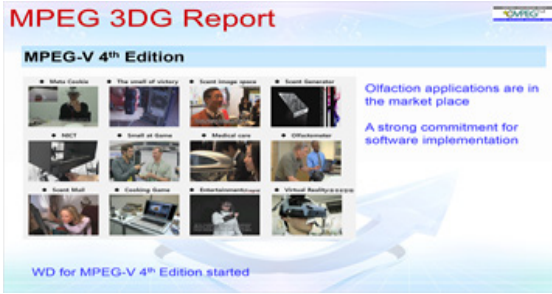 MPEG 3DG Report
MPEG
MPEG-V 4th Edition
Meta Cookie
The smell of victory
Scent image space
Scent Generator
NICT
Smell at Game
Medical care
Olfactometer
Scent Mail
Cooking Game
Entertainment
Virtual Reality
Olfaction applications are in
the market place
A strong commitment for
software implementation
WD for MPEG-V 4th Edition started